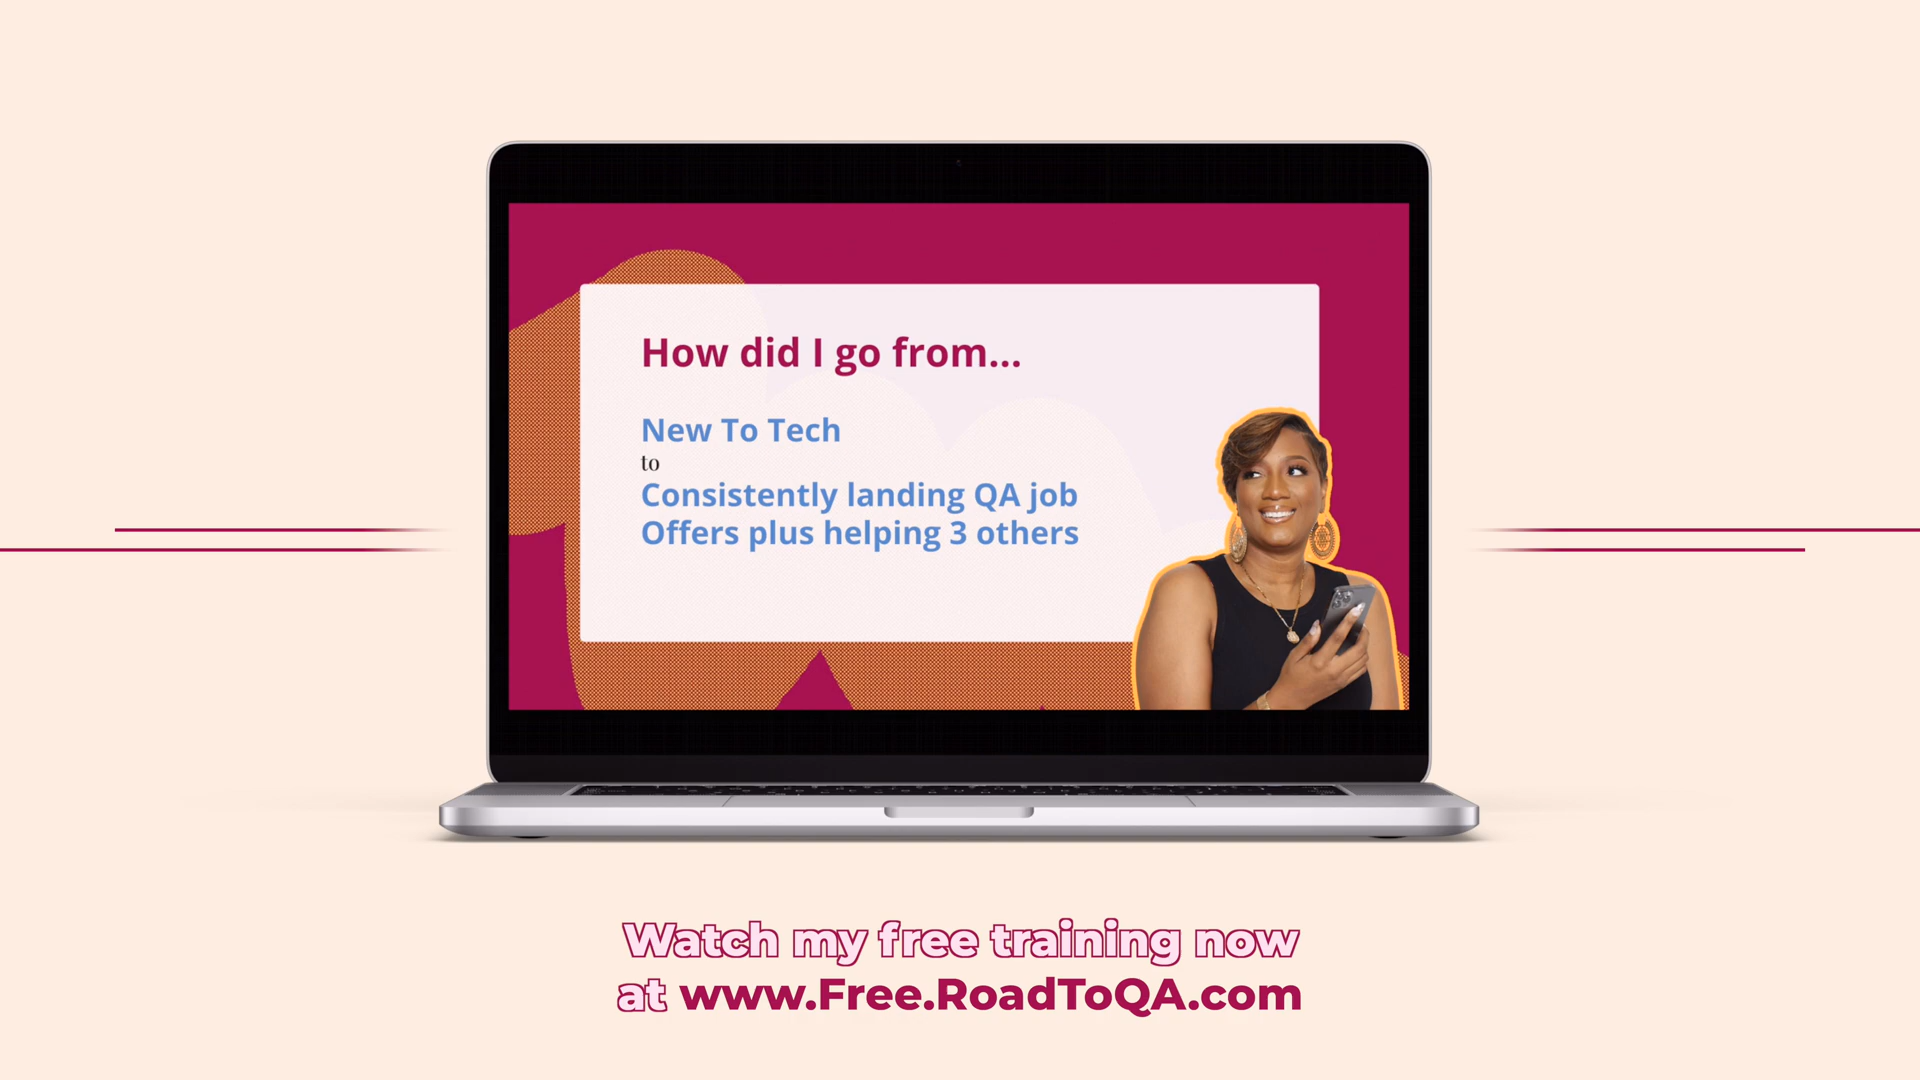 How did I go from...
New To Tech
to
Consistently landing QA job
Offers plus helping 3 others
Watch my free training now
at www.Free.RoadToQA.com